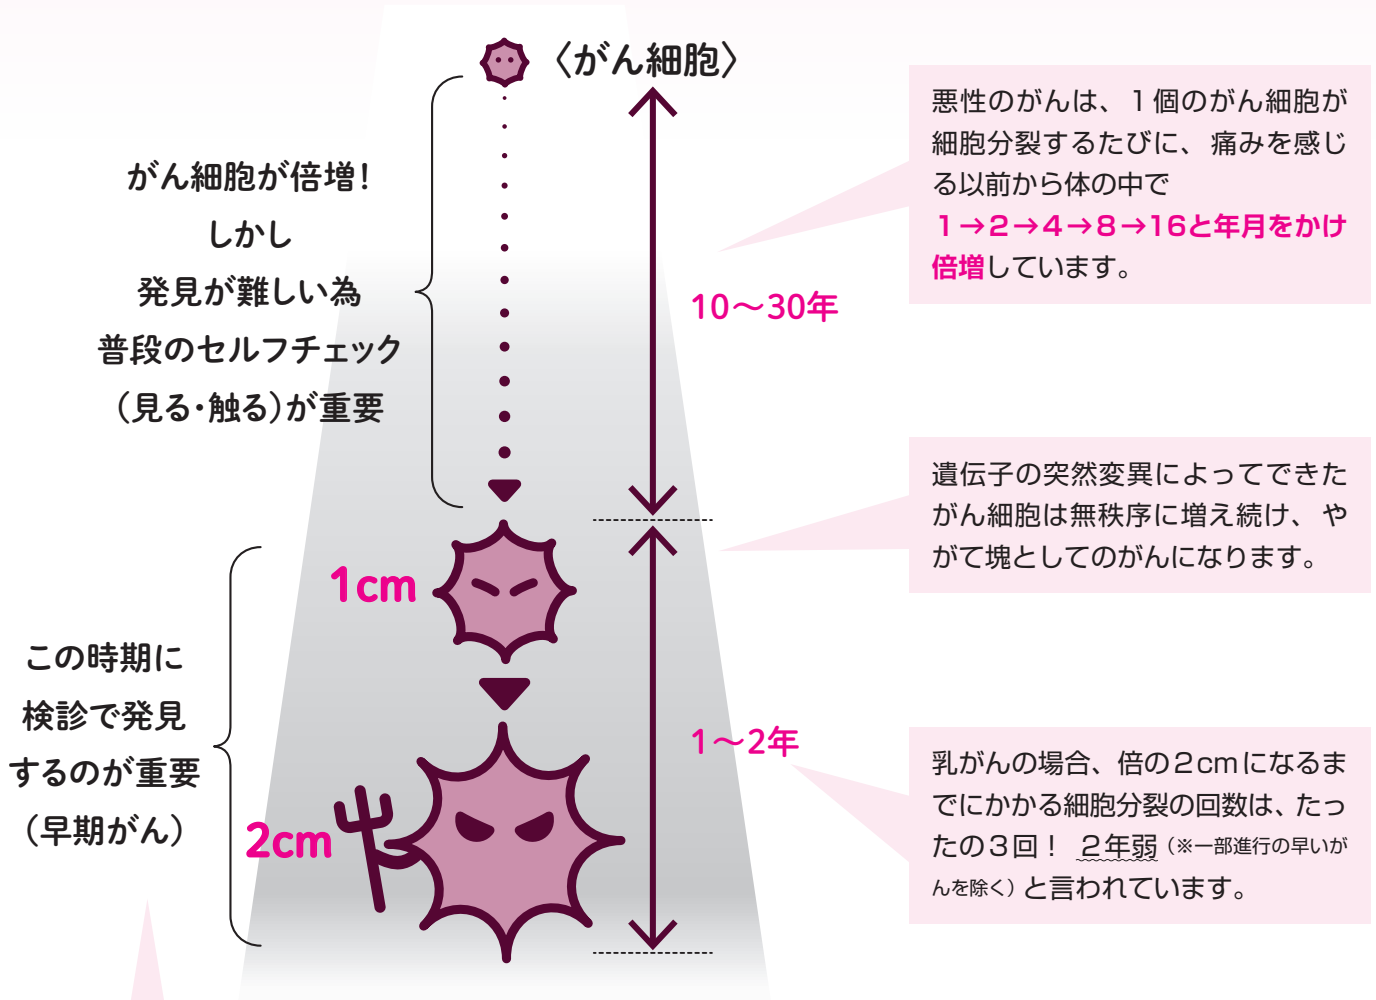 〈がん細胞〉
がん細胞が倍増！
しかし
発見が難しい為
普段のセルフチェック
（見る・触る）が重要
10〜30年
悪性のがんは、１個のがん細胞が
細胞分裂するたびに、 痛みを感じ
る以前から体の中で
１→２→４→８→16と年月をかけ
倍増しています。
遺伝子の突然変異によってできた
がん細胞は無秩序に増え続け、 や
がて塊としてのがんになります。
1cm
この時期に
検診で発見
するのが重要
（早期がん）
2cm
1〜2年
乳がんの場合、倍の２cmになるま
でにかかる細胞分裂の回数は、たっ
たの３回！ ２年弱（※一部進行の早いが
んを除く）と言われています。